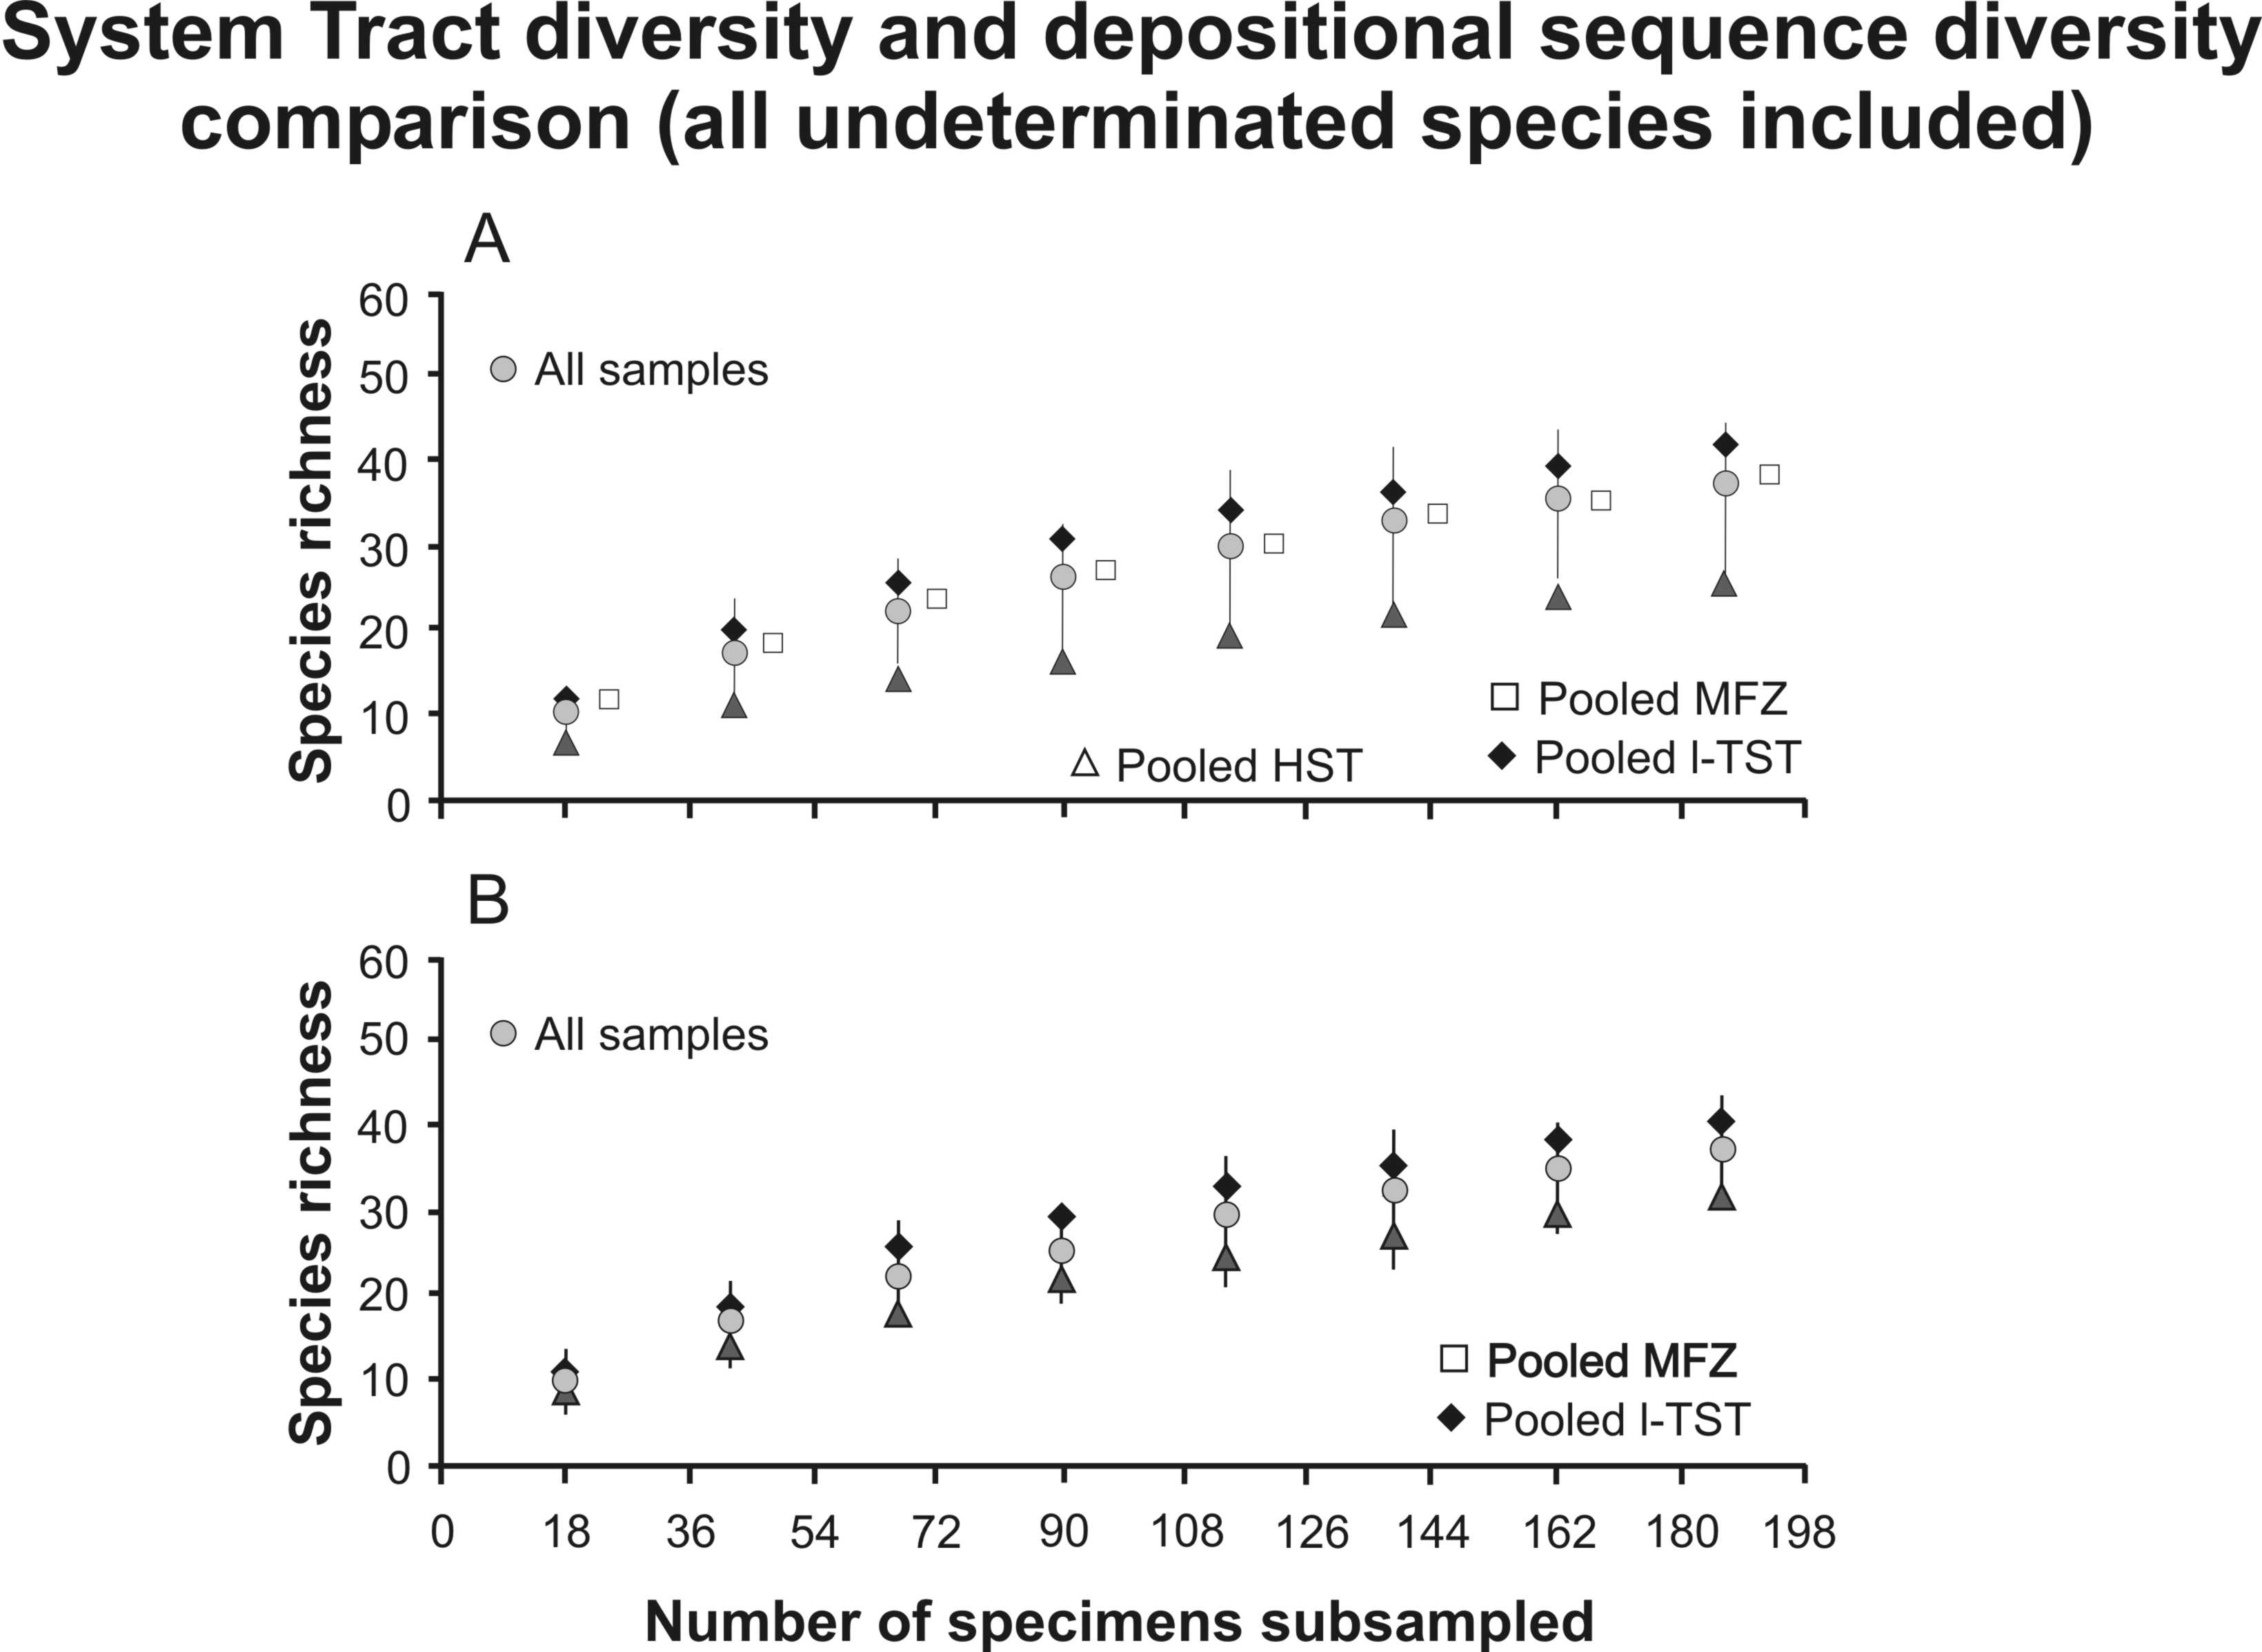 System Tract diversity and depositional sequence diversity
comparison (all undeterminated species included)
A
60
50
40
30
20
10
0
Species richness
All samples
Pooled MFZ
Pooled HST
Pooled l-TST
B
60
50
40
30
20
10
0
Species richness
All samples
Pooled MFZ
Pooled l-TST
0 18 36 54 72 90 108 126 144 162 180 198
Number of specimens subsampled